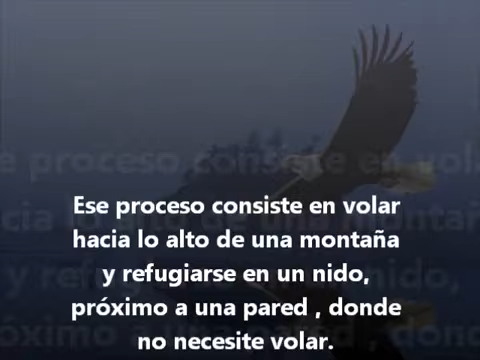 Ese proceso consiste en volar
hacia lo alto de una montaña
y refugiarse en un nido,
próximo a una pared , donde
no necesite volar.